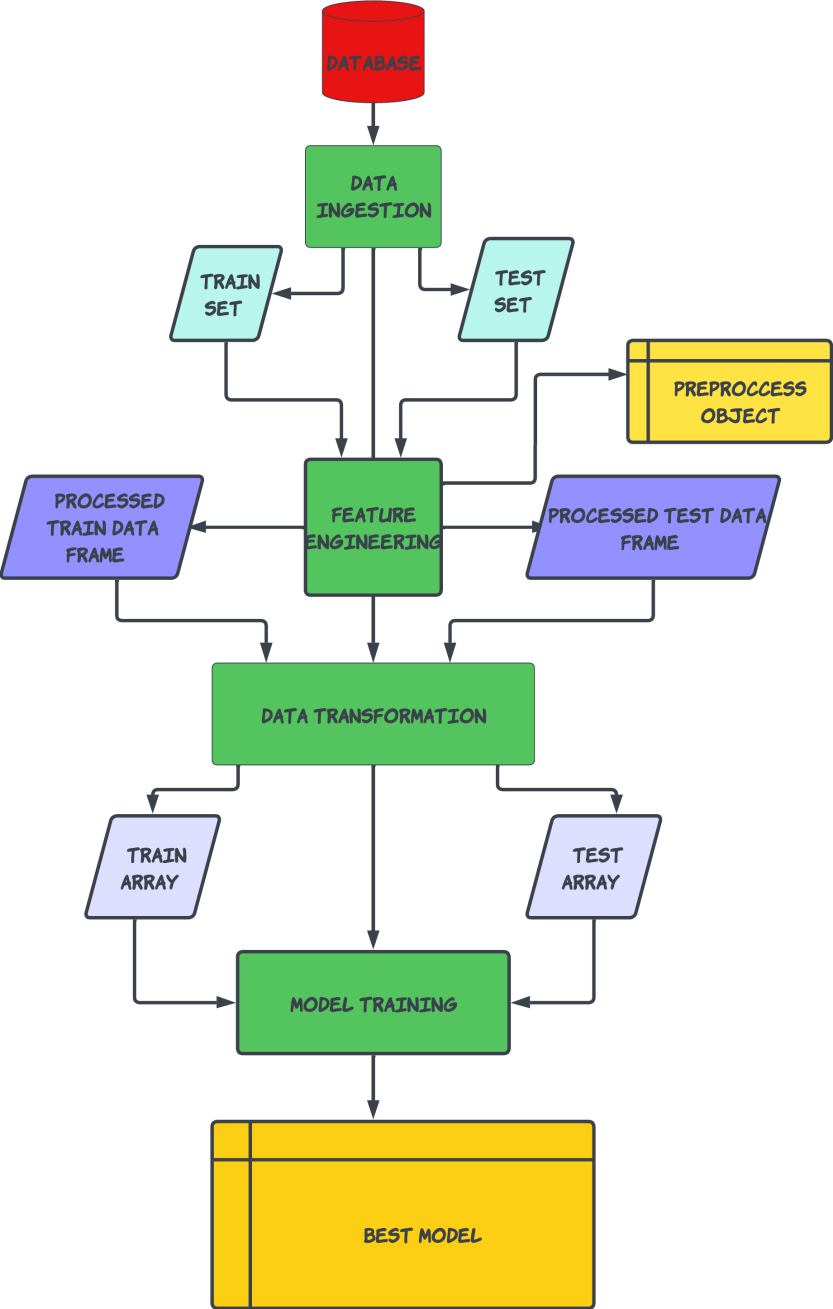 DATABASE
DATA
INGESTION
TRAIN
SET
TEST
SET
PREPROCCESS
OBJECT
PROCESSED
TRAIN DATA
FRAME
FEATURE
ENGINEERING
PROCESSED TEST DATA
FRAME
DATA TRANSFORMATION
TRAIN
ARRAY
TEST
ARRAY
MODEL TRAINING
BEST MODEL